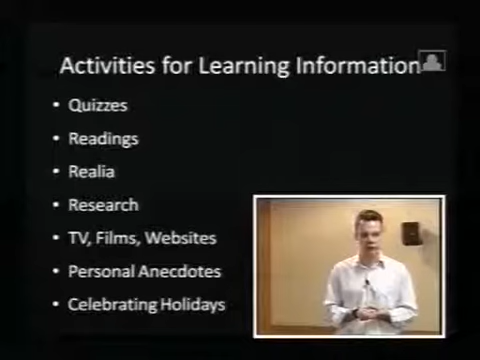 Activities for Learning Information
• Quizzes
• Readings
• Realia
• Research
• TV, Films, Websites
• Personal Anecdotes
• Celebrating Holidays